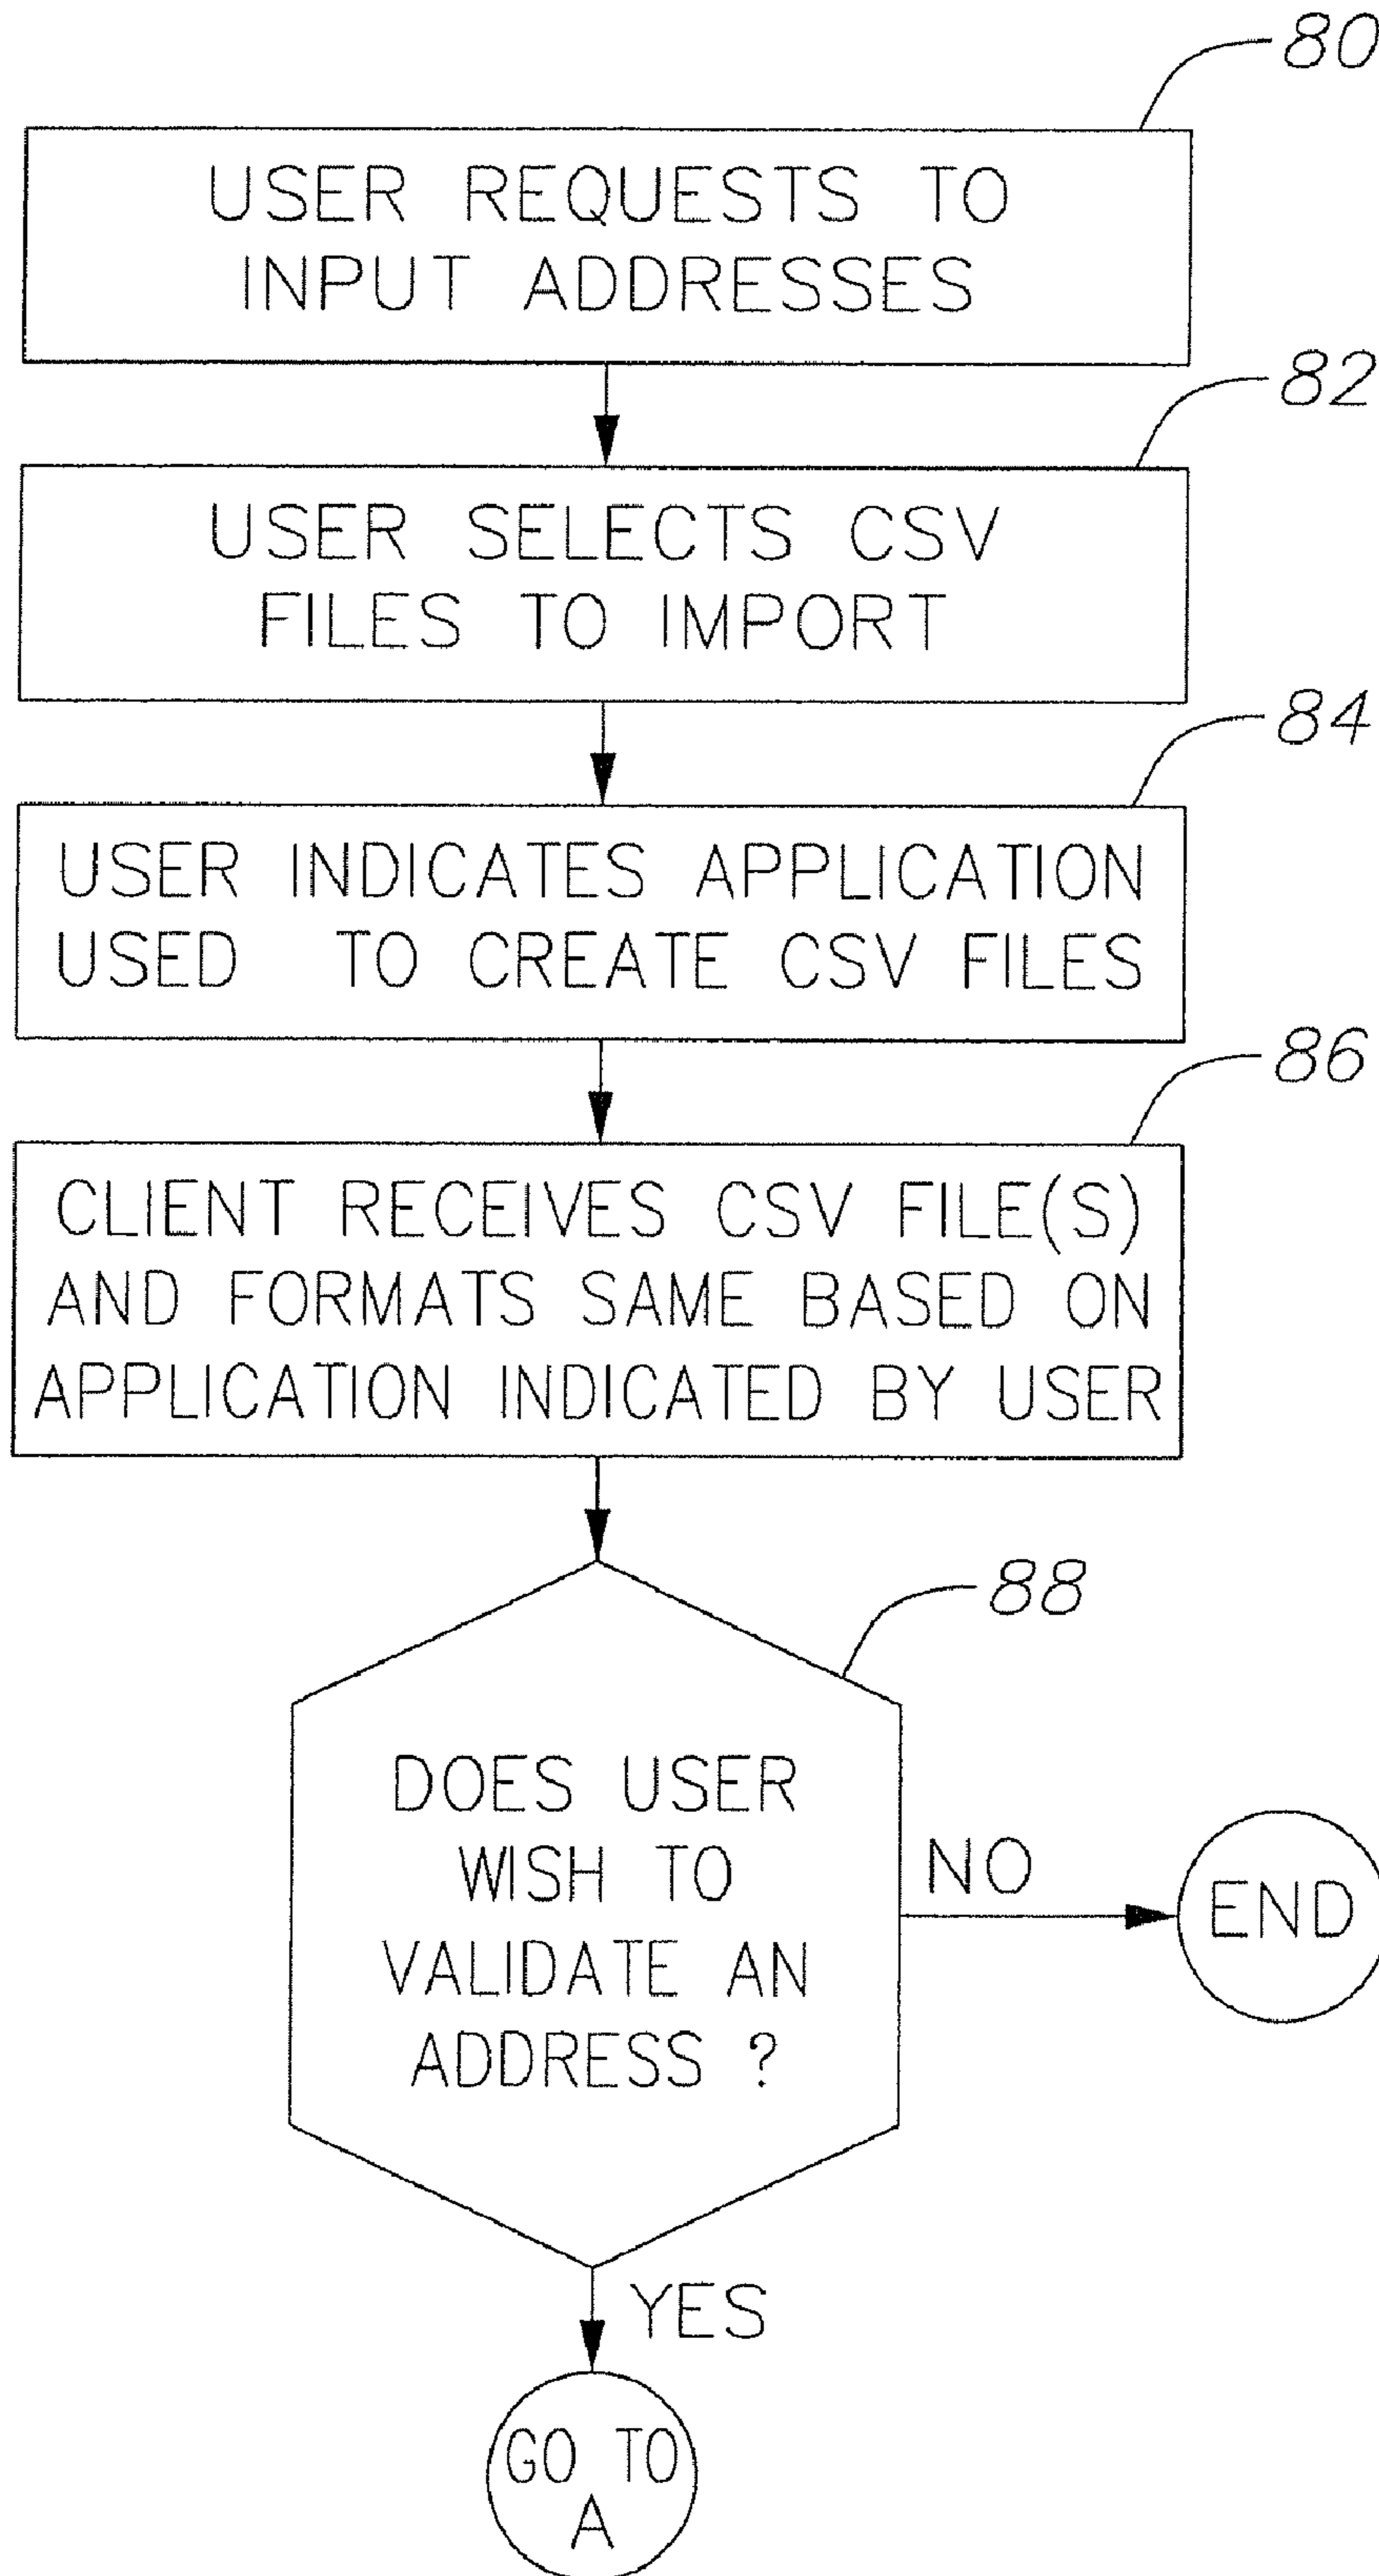 80
USER REQUESTS TO
INPUT ADDRESSES
82
USER SELECTS CSV
FILES TO IMPORT
84
USER INDICATES APPLICATION
USED TO CREATE CSV FILES
86
CLIENT RECEIVES CSV FILE(S)
AND FORMATS SAME BASED ON
APPLICATION INDICATED BY USER
88
DOES USER
WISH TO
VALIDATE AN
ADDRESS ?
NO
END
YES
GO TO
A